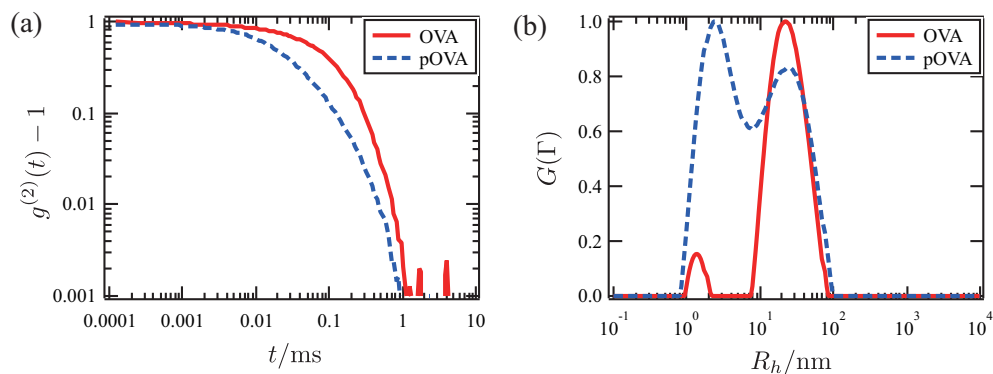 (a)
OVA
pOVA
1
0.1
0.01
0.001
g^{(2)}(t) − 1
0.0001
0.001
0.01
0.1
1
10
t/ms
(b)
OVA
pOVA
1.0
0.8
0.6
0.4
0.2
0.0
G(Γ)
10^{-1}
10^{0}
10^{1}
10^{2}
10^{3}
10^{4}
R_h/nm